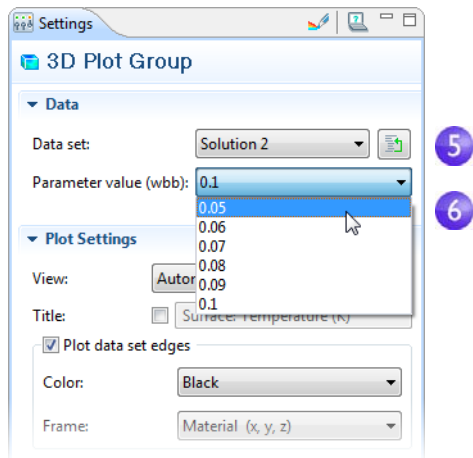 Settings
3D Plot Group
Data
Data set: Solution 2
5
Parameter value (wbb): 0.1
0.05
6
0.06
0.07
Plot Settings
0.08
View: Autom
0.09
0.1
Title: Surface: Temperature (K)
Plot data set edges
Color: Black
Frame: Material (x, y, z)